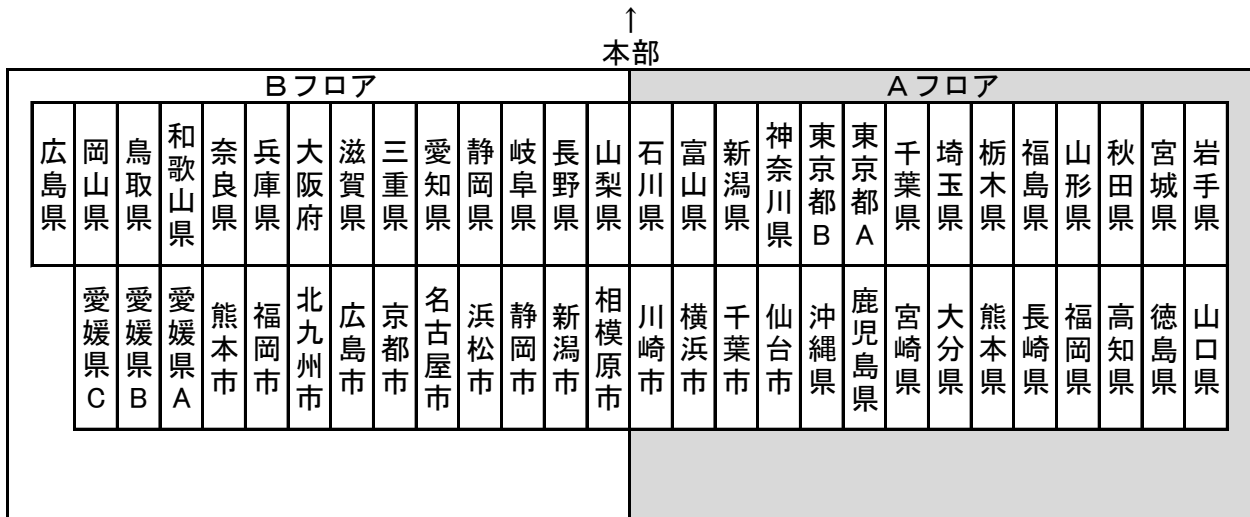 ↑
本部
Bフロア
Aフロア
広島県
岡山県
鳥取県
和歌山県
奈良県
兵庫県
大阪府
滋賀県
三重県
愛知県
静岡県
岐阜県
長野県
山梨県
石川県
富山県
新潟県
神奈川県
東京都B
東京都A
千葉県
埼玉県
栃木県
福島県
山形県
秋田県
宮城県
岩手県
愛媛県C
愛媛県B
愛媛県A
熊本市
福岡市
北九州市
広島市
京都市
名古屋市
浜松市
静岡市
新潟市
相模原市
川崎市
横浜市
千葉市
仙台市
沖縄県
鹿児島県
宮崎県
大分県
熊本県
長崎県
福岡県
高知県
徳島県
山口県